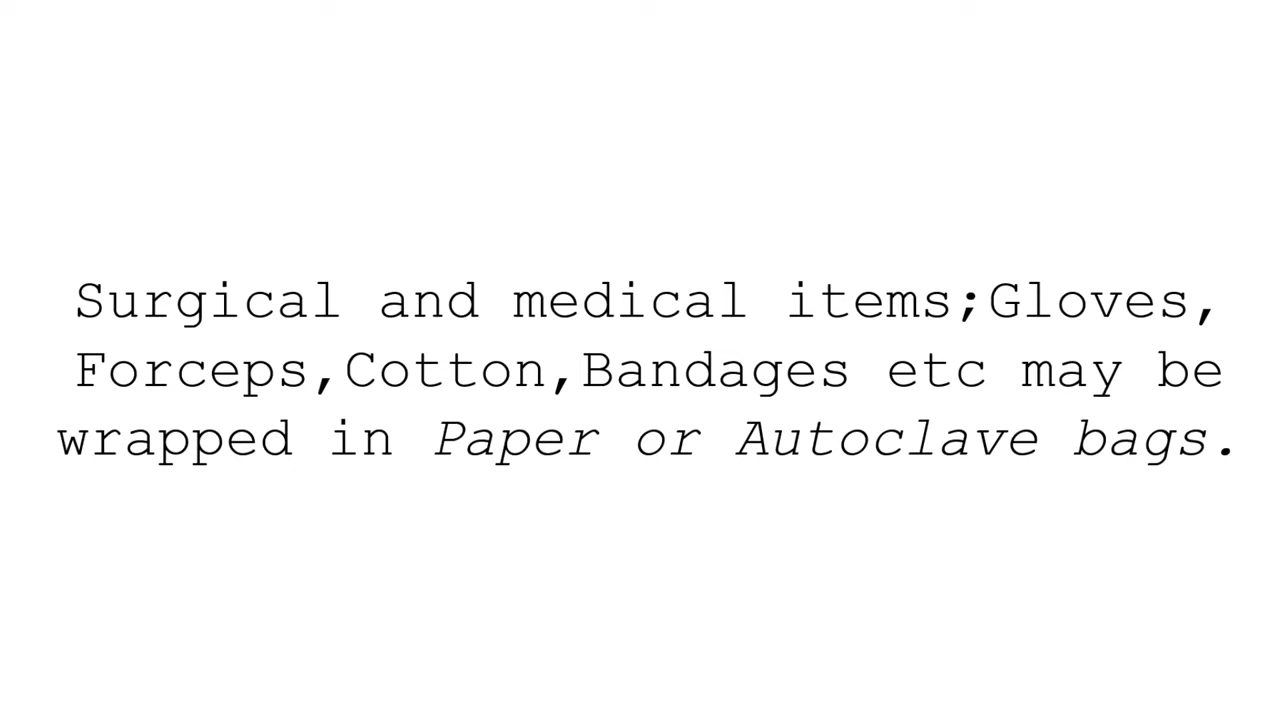 Surgical and medical items;Gloves,
Forceps,Cotton,Bandages etc may be
wrapped in Paper or Autoclave bags.